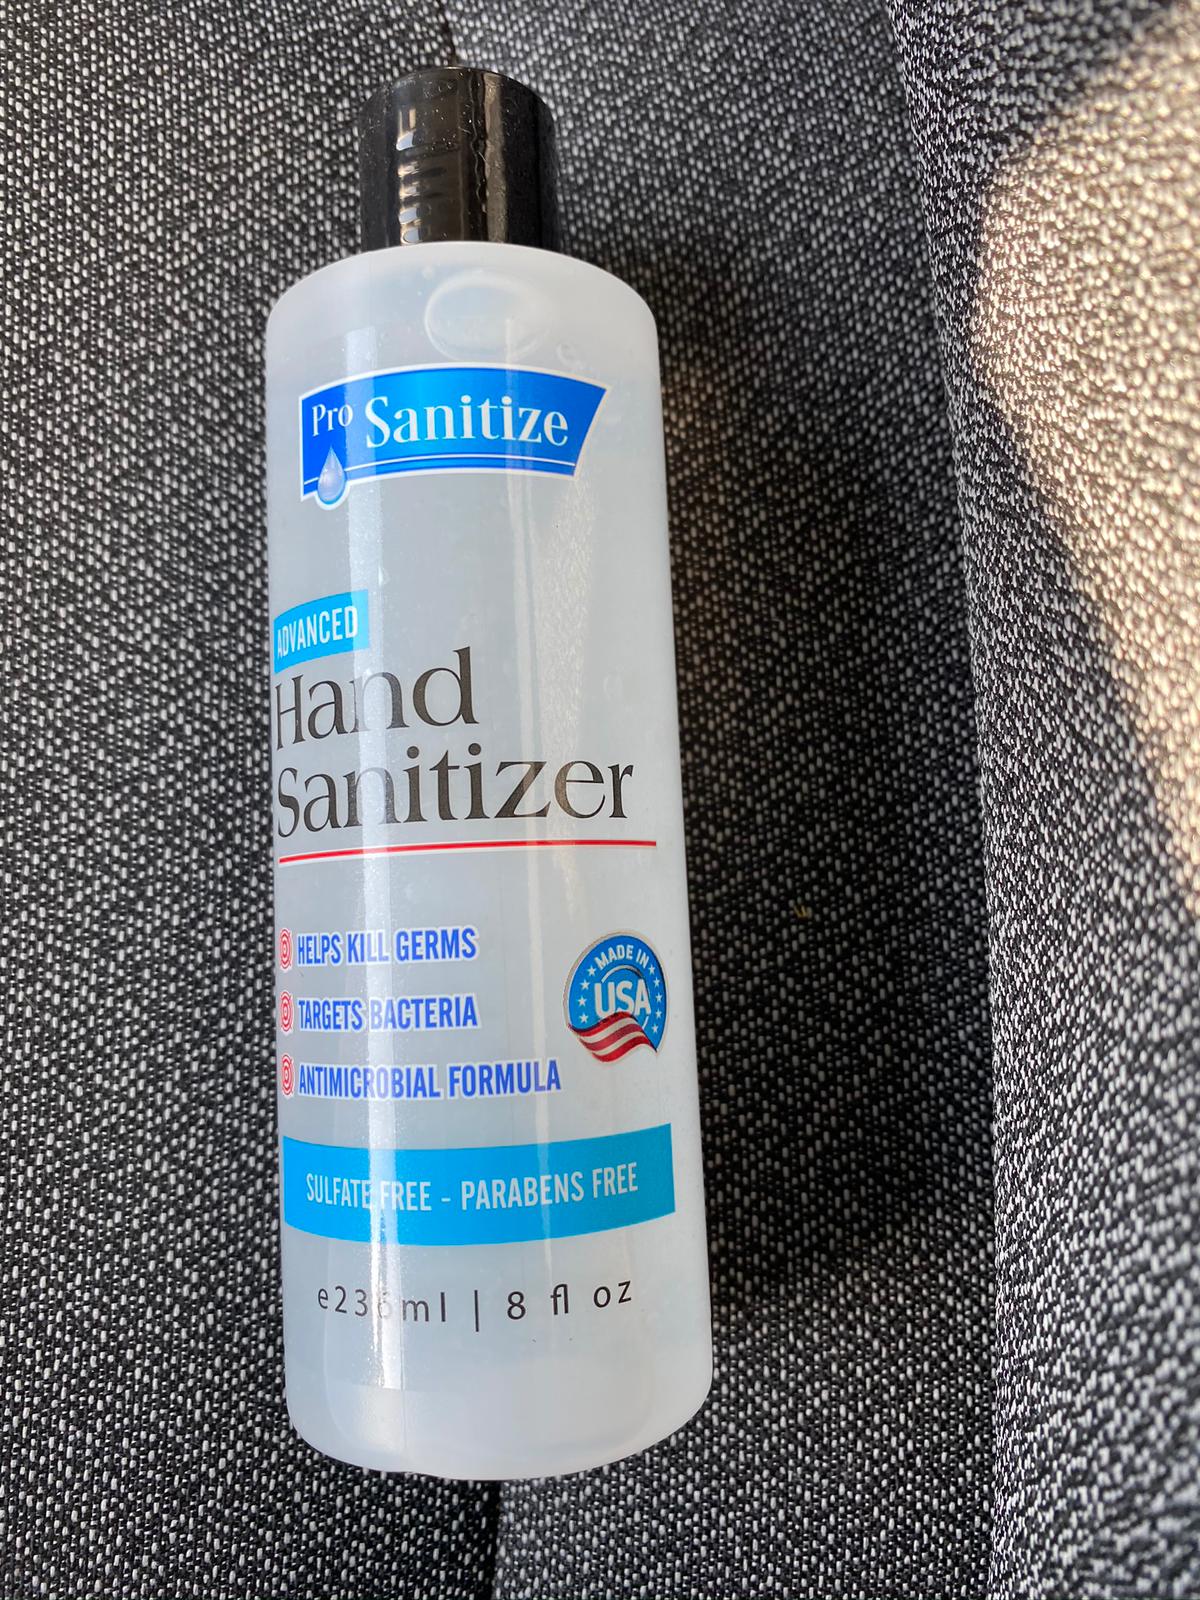 Pro Sanitize
ADVANCED
Hand
Sanitizer
HELPS KILL GERMS
TARGETS BACTERIA
ANTIMICROBIAL FORMULA
MADE IN
USA
SULFATE FREE - PARABENS FREE
e236ml | 8 fl oz